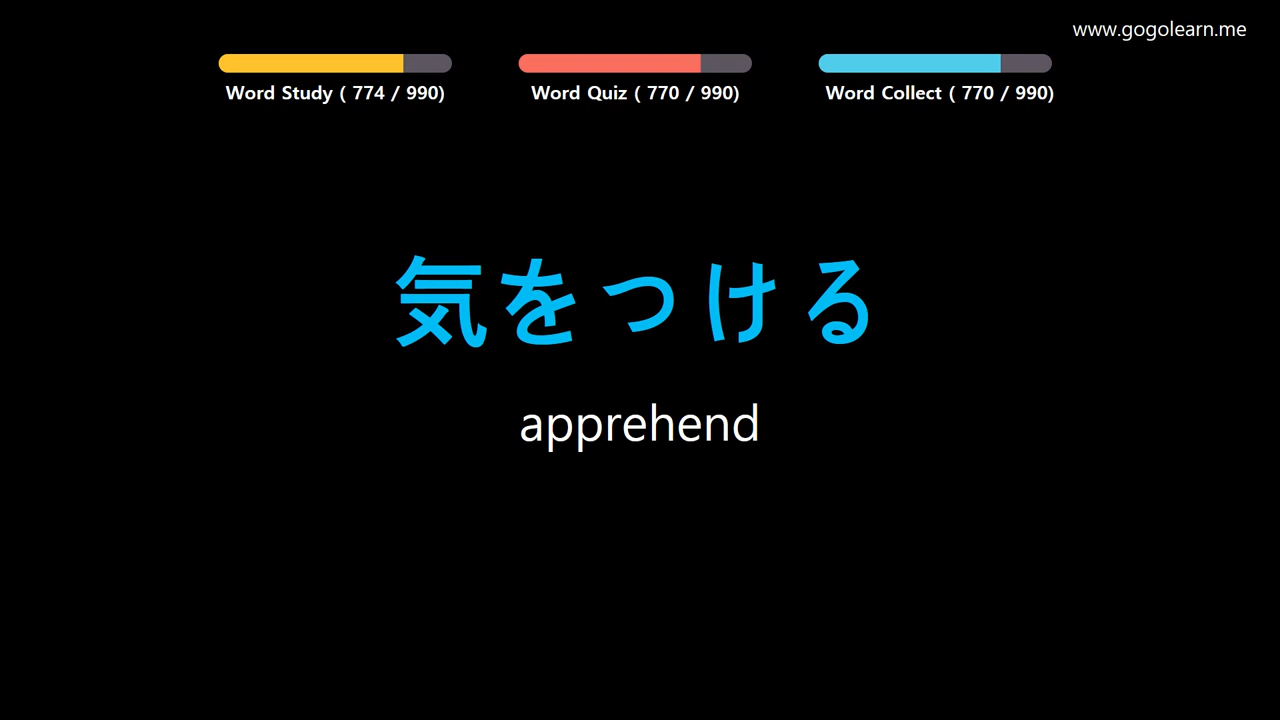 www.gogolearn.me
Word Study ( 774 / 990)
Word Quiz ( 770 / 990)
Word Collect ( 770 / 990)
気をつける
apprehend